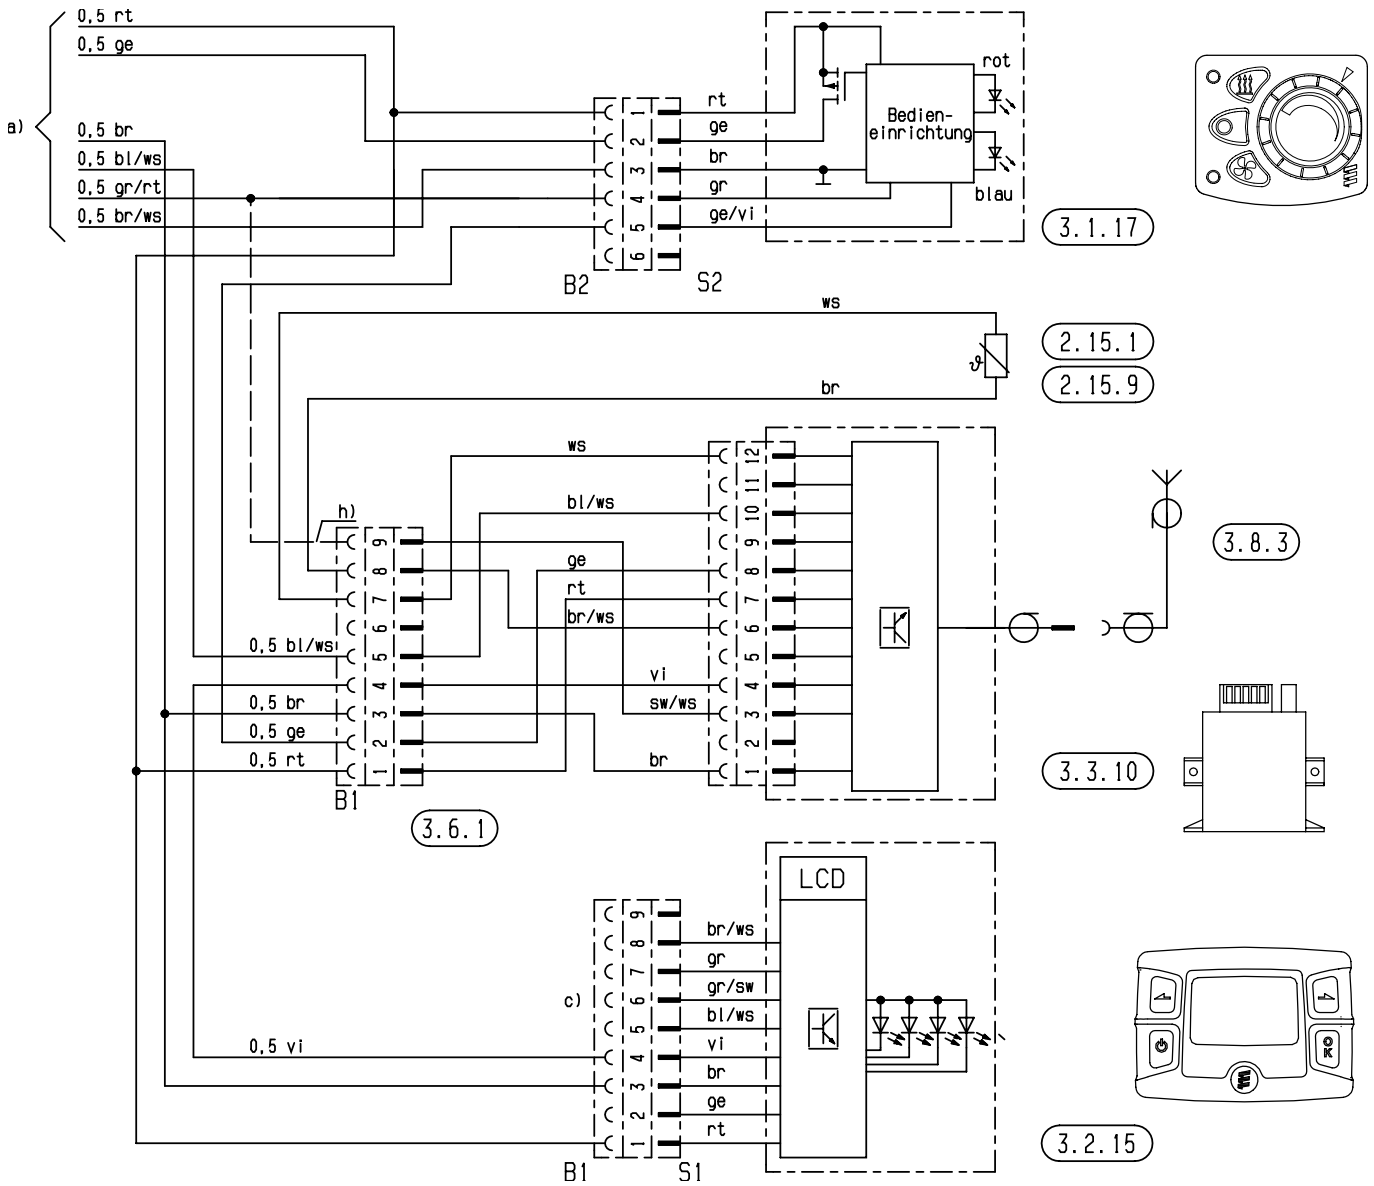 0,5 rt
0,5 ge
a)
0,5 br
0,5 bl/ws
0,5 gr/rt
0,5 br/ws
rt
ge
br
gr
ge/vi
1
2
3
4
5
6
B2
S2
Bedien-
einrichtung
rot
blau
3.1.17
ws
br
ϑ
2.15.1
2.15.9
ws
bl/ws
ge
rt
br/ws
vi
sw/ws
br
12
11
10
9
8
7
6
5
4
3
2
1
3.8.3
3.3.10
h)
9
8
7
6
5
4
3
2
1
0,5 bl/ws
0,5 br
0,5 ge
0,5 rt
B1
3.6.1
LCD
9
8
7
6
5
4
3
2
1
c)
br/ws
gr
gr/sw
bl/ws
vi
br
ge
rt
0,5 vi
B1
S1
OK
3.2.15